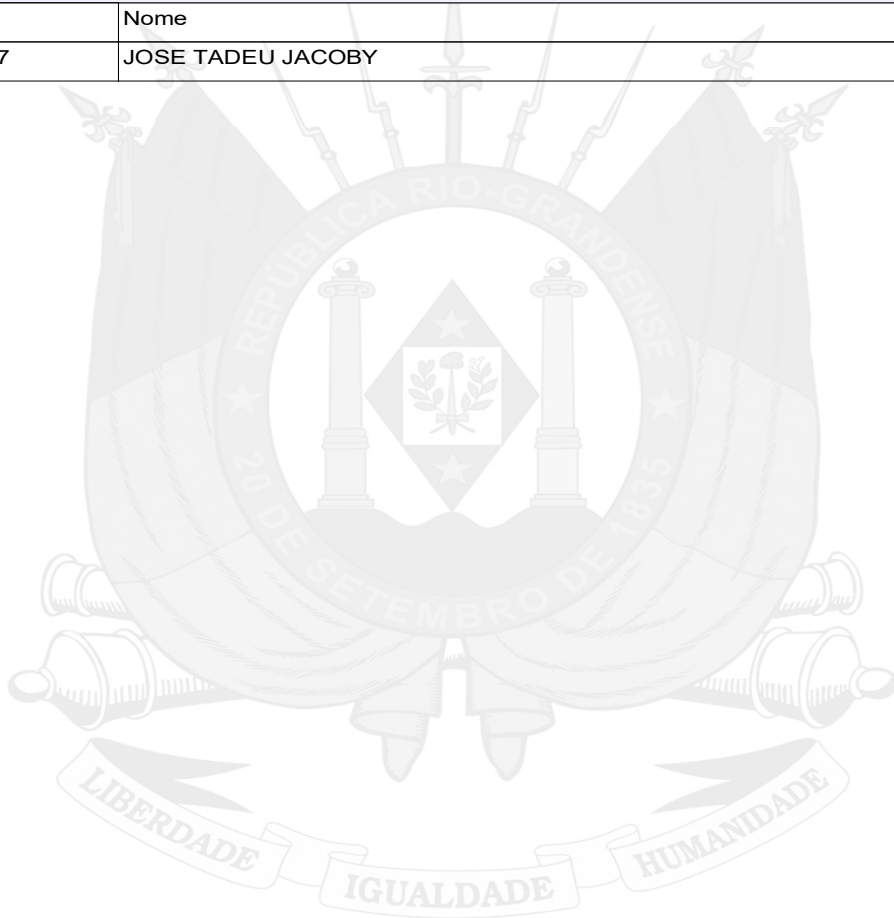 Nome
7 JOSE TADEU JACOBY
REPÚBLICA RIO-GRANDENSE
20 DE SETEMBRO DE 1835
LIBERDADE IGUALDADE HUMANIDADE